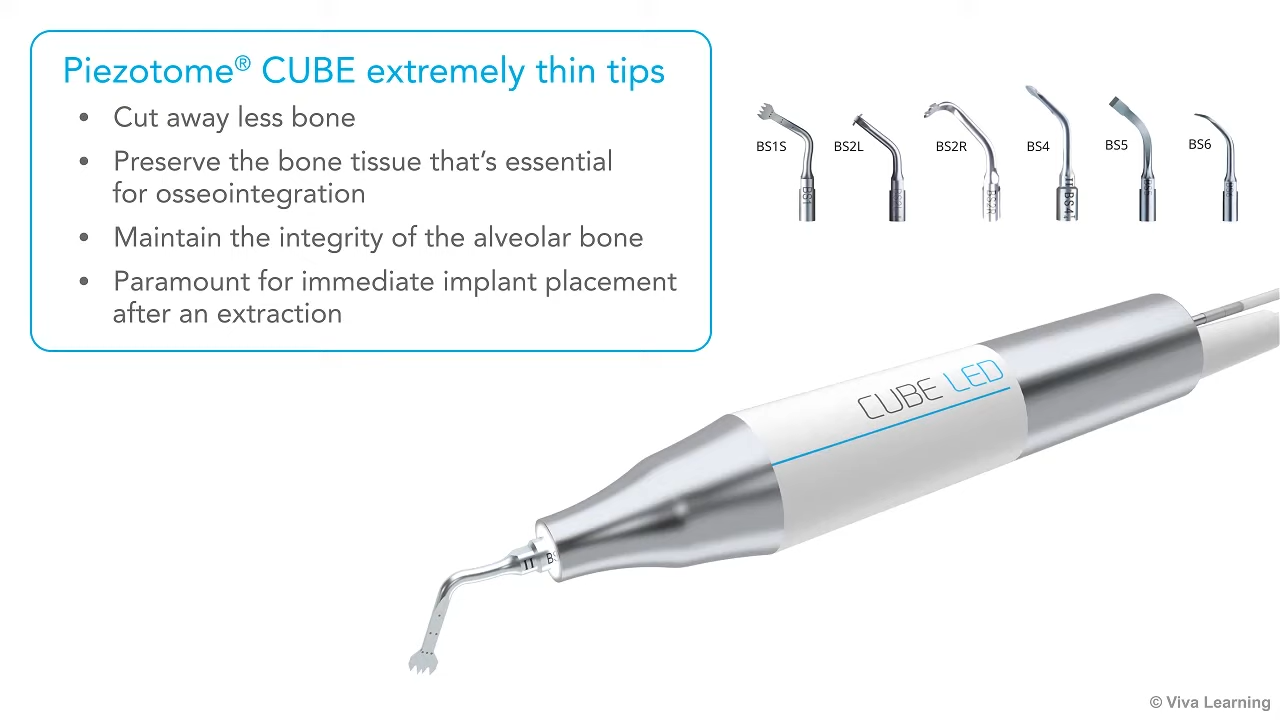 Piezotome® CUBE extremely thin tips
• Cut away less bone
• Preserve the bone tissue that's essential
for osseointegration
• Maintain the integrity of the alveolar bone
• Paramount for immediate implant placement
after an extraction
BS1S BS2L BS2R BS4 BS5 BS6
BS4
CUBE LED
© Viva Learning